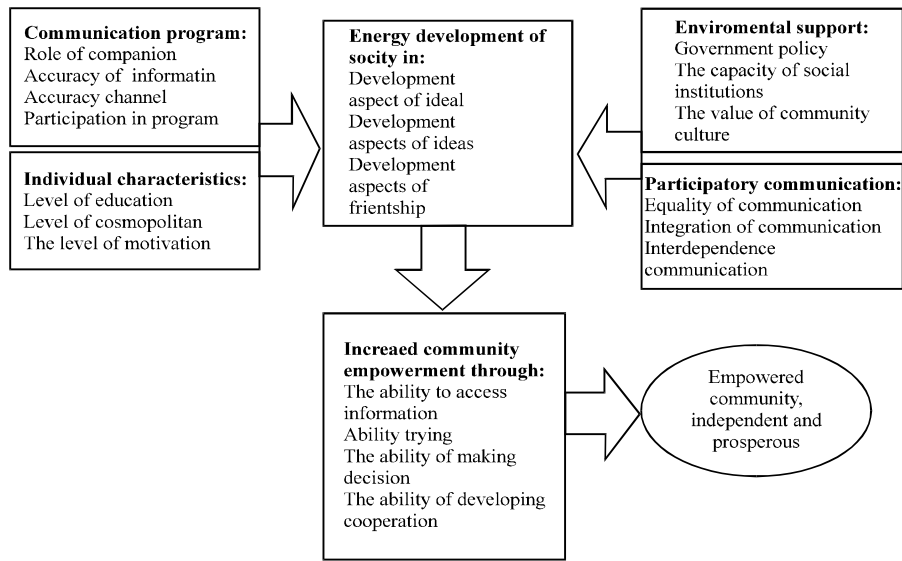 Communication program:
Role of companion
Accuracy of informatin
Accuracy channel
Participation in program
Individual characteristics:
Level of education
Level of cosmopolitan
The level of motivation
Energy development of
socity in:
Development
aspect of ideal
Development
aspects of ideas
Development
aspects of
frientship
Enviromental support:
Government policy
The capacity of social
institutions
The value of community
culture
Participatory communication:
Equality of communication
Integration of communication
Interdependence
communication
Increaed community
empowerment through:
The ability to access
information
Ability trying
The ability of making
decision
The ability of developing
cooperation
Empowered
community,
independent and
prosperous